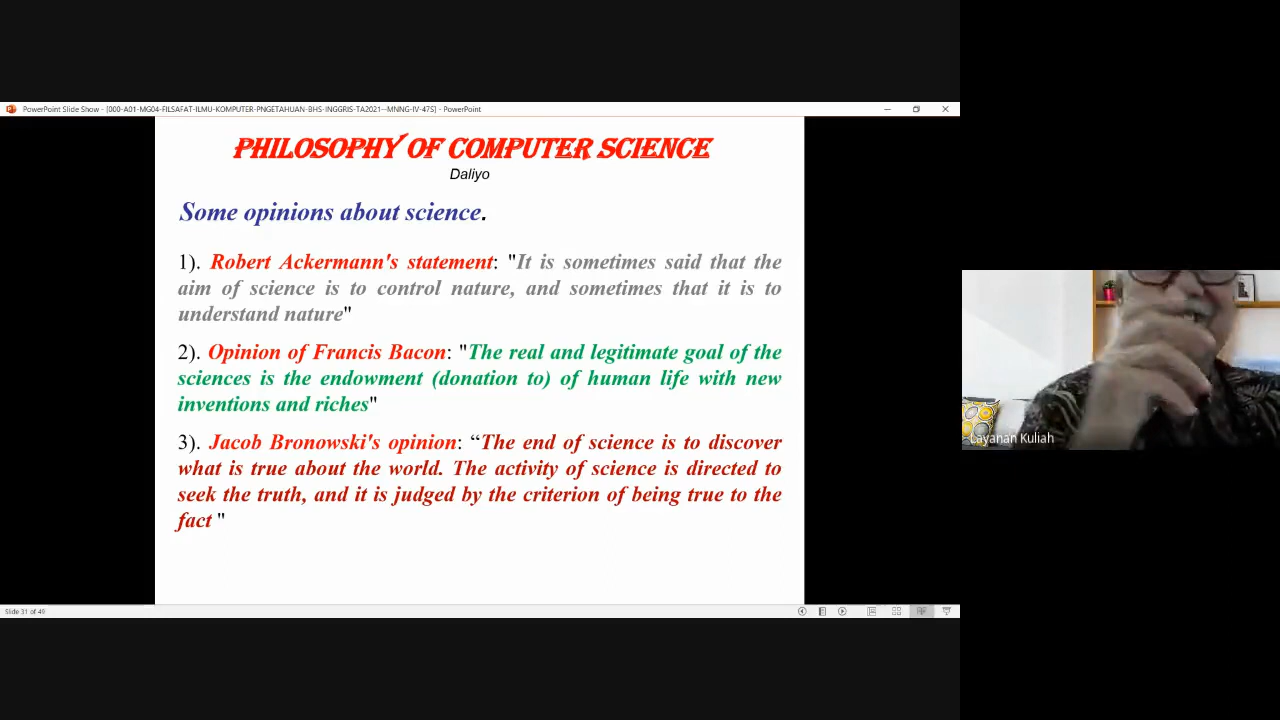 PowerPoint Slide Show - [000-A01-MG04-FILSAFAT-ILMU-KOMPUTER-PNGETAHUAN-BHS-INGGRIS-TA2021--MNNG-IV-47S] - PowerPoint
PHILOSOPHY OF COMPUTER SCIENCE
Daliyo
Some opinions about science.
1). Robert Ackermann's statement: "It is sometimes said that the
aim of science is to control nature, and sometimes that it is to
understand nature"
2). Opinion of Francis Bacon: "The real and legitimate goal of the
sciences is the endowment (donation to) of human life with new
inventions and riches"
3). Jacob Bronowski's opinion: “The end of science is to discover
what is true about the world. The activity of science is directed to
seek the truth, and it is judged by the criterion of being true to the
fact "
Layanan Kuliah
Slide 31 of 49